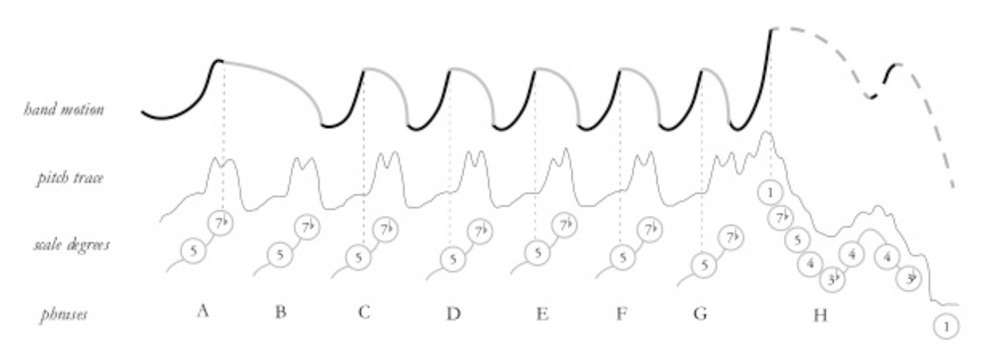 hand motion
pitch trace
scale degrees
5 7♭ 5 7♭ 5 7♭ 5 7♭ 5 7♭ 5 7♭ 5 7♭ 1 7♭ 5 4 3♭ 4 4 3♭ 1
phrases A B C D E F G H